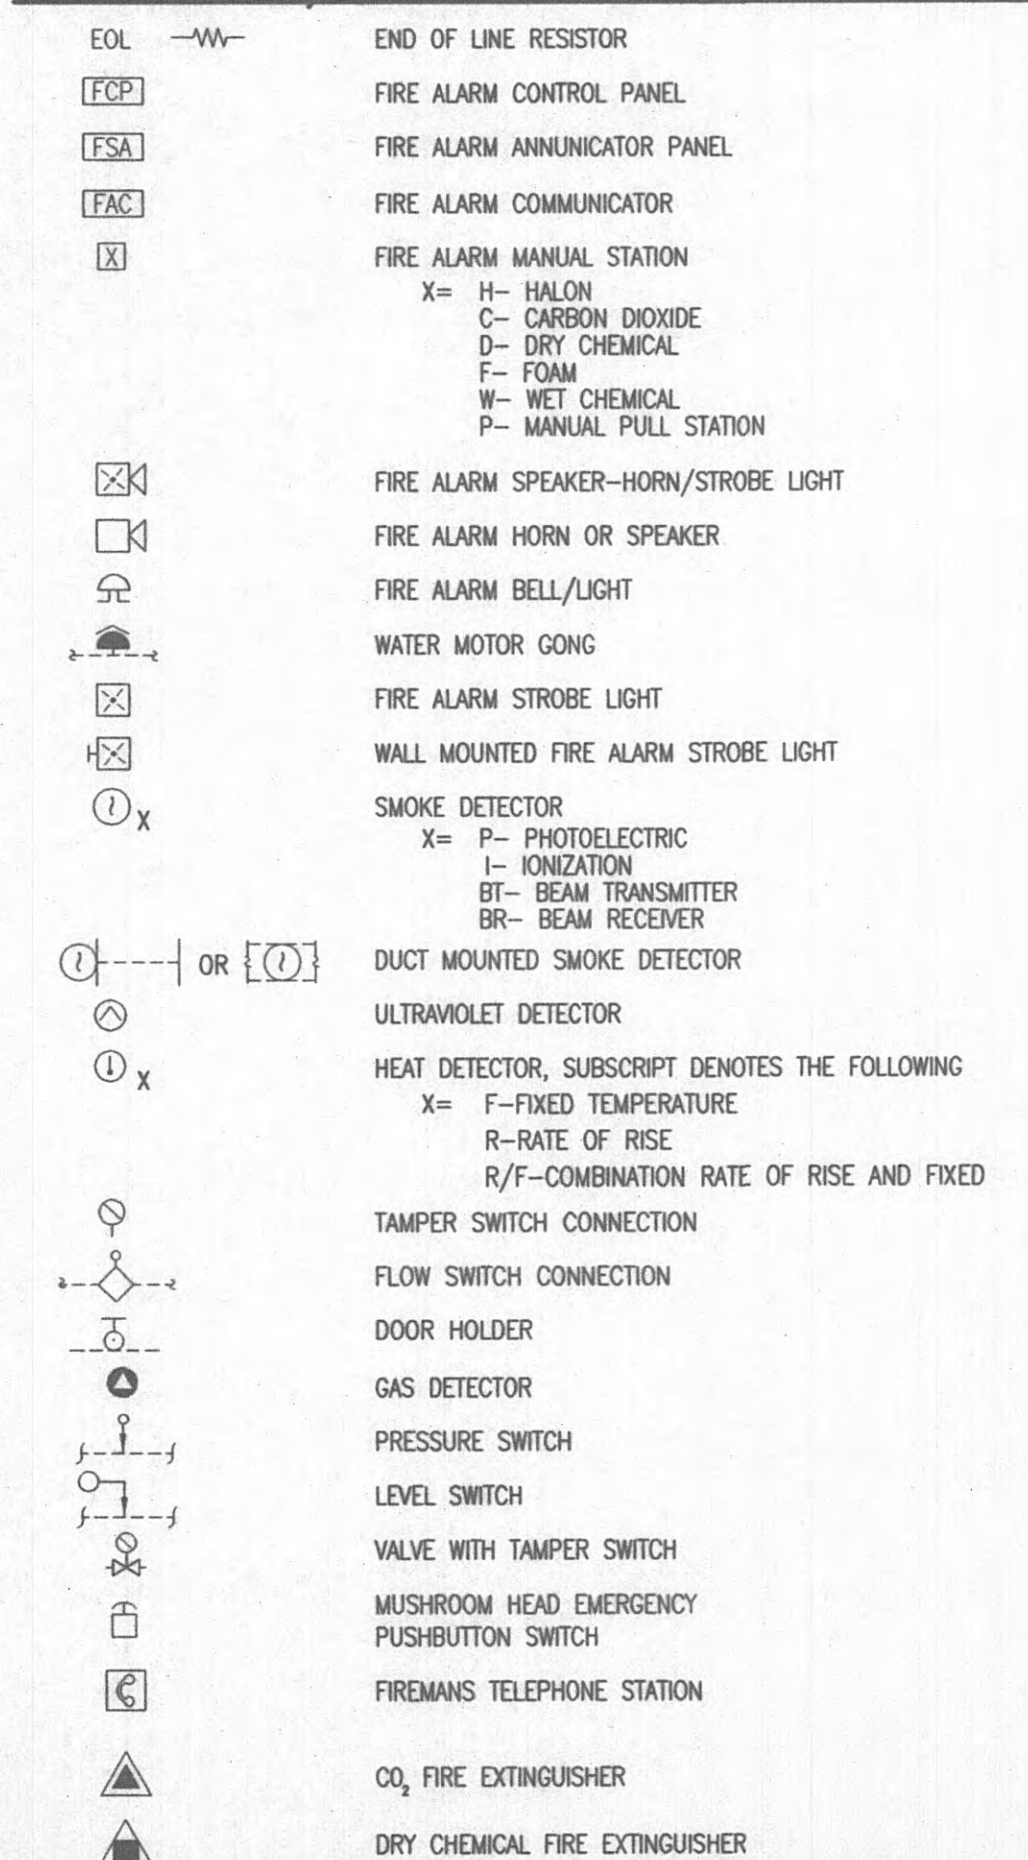 EOL END OF LINE RESISTOR
FCP FIRE ALARM CONTROL PANEL
FSA FIRE ALARM ANNUNICATOR PANEL
FAC FIRE ALARM COMMUNICATOR
X FIRE ALARM MANUAL STATION
X= H- HALON
C- CARBON DIOXIDE
D- DRY CHEMICAL
F- FOAM
W- WET CHEMICAL
P- MANUAL PULL STATION
FIRE ALARM SPEAKER-HORN/STROBE LIGHT
FIRE ALARM HORN OR SPEAKER
FIRE ALARM BELL/LIGHT
WATER MOTOR GONG
FIRE ALARM STROBE LIGHT
WALL MOUNTED FIRE ALARM STROBE LIGHT
X SMOKE DETECTOR
X= P- PHOTOELECTRIC
I- IONIZATION
BT- BEAM TRANSMITTER
BR- BEAM RECEIVER
OR DUCT MOUNTED SMOKE DETECTOR
ULTRAVIOLET DETECTOR
X HEAT DETECTOR, SUBSCRIPT DENOTES THE FOLLOWING
X= F-FIXED TEMPERATURE
R-RATE OF RISE
R/F-COMBINATION RATE OF RISE AND FIXED
TAMPER SWITCH CONNECTION
FLOW SWITCH CONNECTION
DOOR HOLDER
GAS DETECTOR
PRESSURE SWITCH
LEVEL SWITCH
VALVE WITH TAMPER SWITCH
MUSHROOM HEAD EMERGENCY
PUSHBUTTON SWITCH
FIREMANS TELEPHONE STATION
CO₂ FIRE EXTINGUISHER
DRY CHEMICAL FIRE EXTINGUISHER